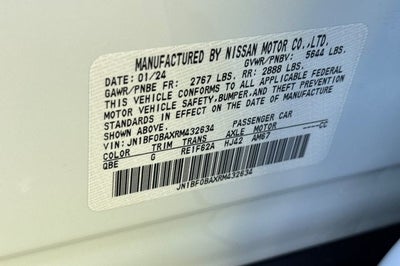 MANUFACTURED BY NISSAN MOTOR CO.,LTD.
DATE: 01/24 GVWR/PNBV: 5644 LBS.
GAWR/PNBE FR: 2767 LBS. RR: 2888 LBS.
THIS VEHICLE CONFORMS TO ALL APPLICABLE FEDERAL
MOTOR VEHICLE SAFETY, BUMPER, AND THEFT PREVENTION
STANDARDS IN EFFECT ON THE DATE OF MANUFACTURE
SHOWN ABOVE.
VIN: JN1BF0BAXRM432634 PASSENGER CAR
COLOR TRIM TRANS AXLE MOTOR ----CC
QBE G RE1F62A HJ42 AM67
JN1BF0BAXRM432634